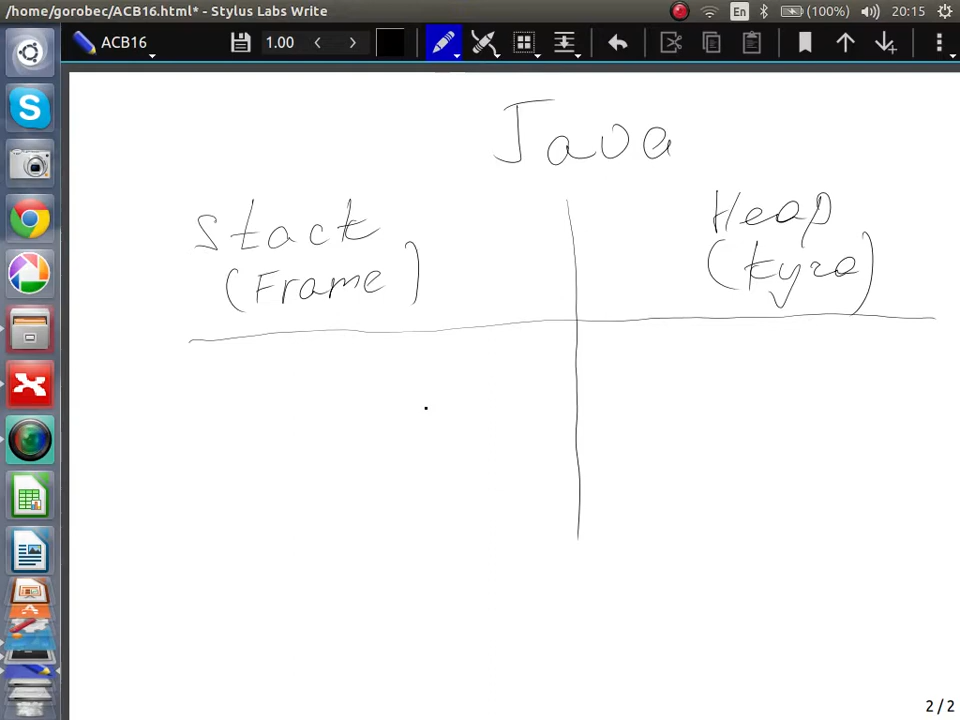 /home/gorobec/ACB16.html* - Stylus Labs Write
En (100%) 20:15
ACB16 1.00
Java
Stack
(Frame)
Heap
(куча)
2 / 2